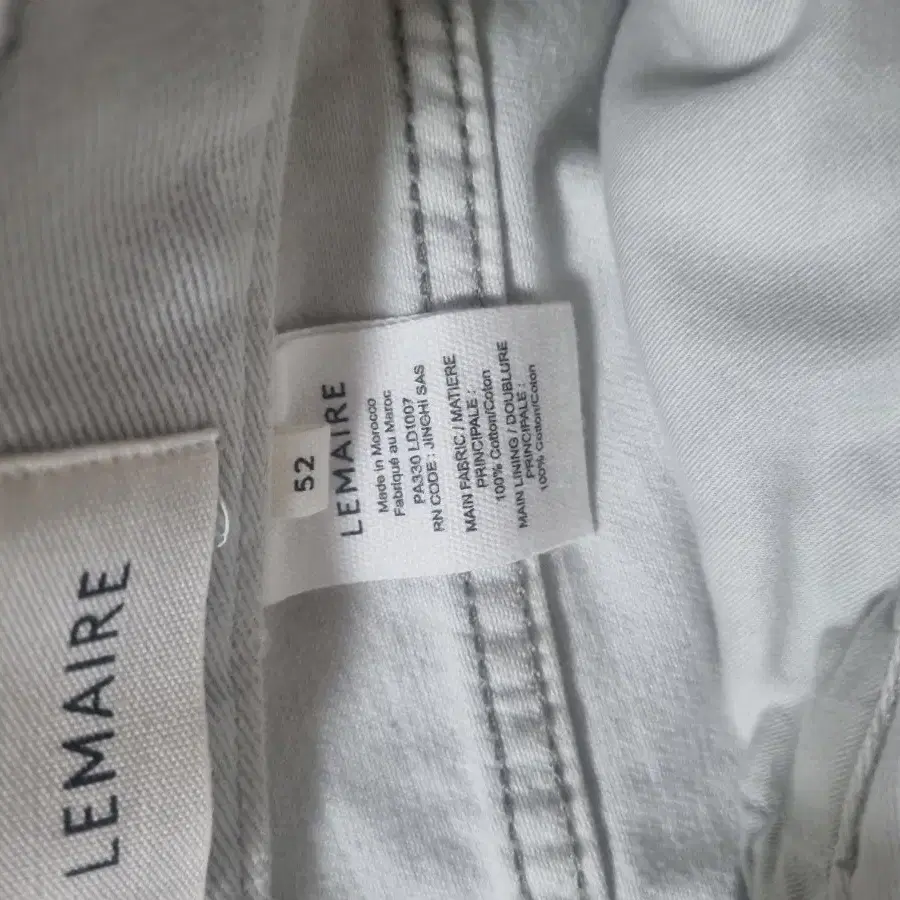 LEMAIRE
52
LEMAIRE
Made in Morocco
Fabriqué au Maroc
PA330 LD1007
RN CODE : JINGHI SAS
MAIN FABRIC / MATIERE
PRINCIPALE :
100% Cotton/Coton
MAIN LINING / DOUBLURE
PRINCIPALE :
100% Cotton/Coton